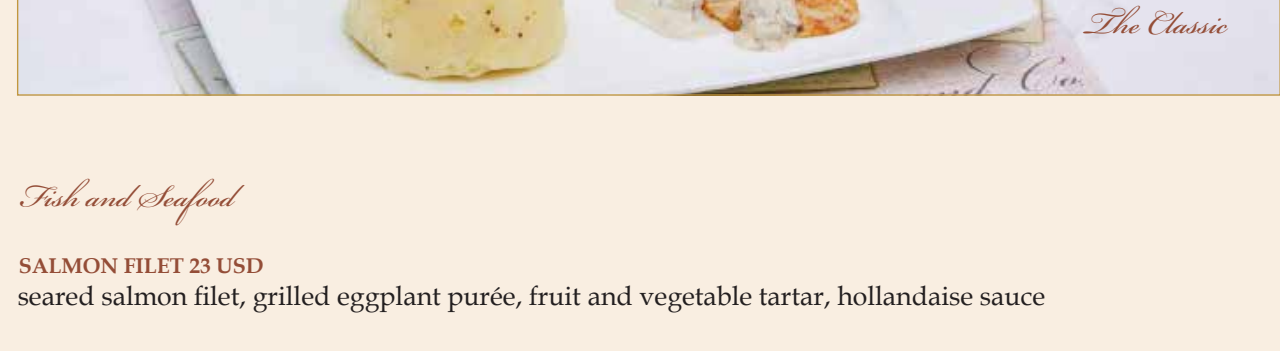 The Classic
Fish and Seafood
SALMON FILET 23 USD
seared salmon filet, grilled eggplant purée, fruit and vegetable tartar, hollandaise sauce